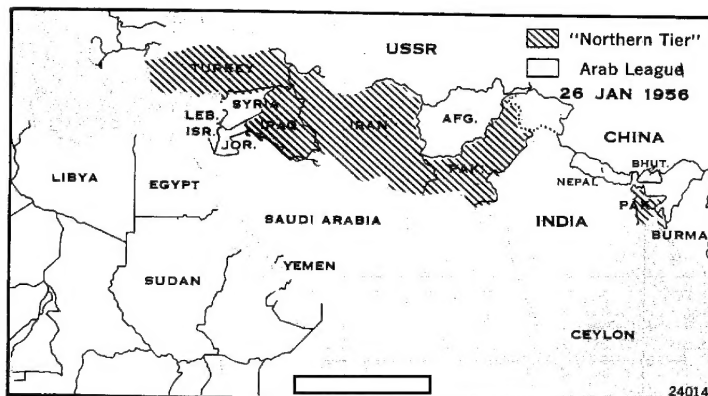 USSR
"Northern Tier"
Arab League
26 JAN 1956
TURKEY
SYRIA
LEB.
ISR.
JOR.
IRAQ
IRAN
AFG.
CHINA
PAK.
NEPAL
BHUT.
LIBYA
EGYPT
SAUDI ARABIA
INDIA
PAK.
BURMA
SUDAN
YEMEN
CEYLON
24014